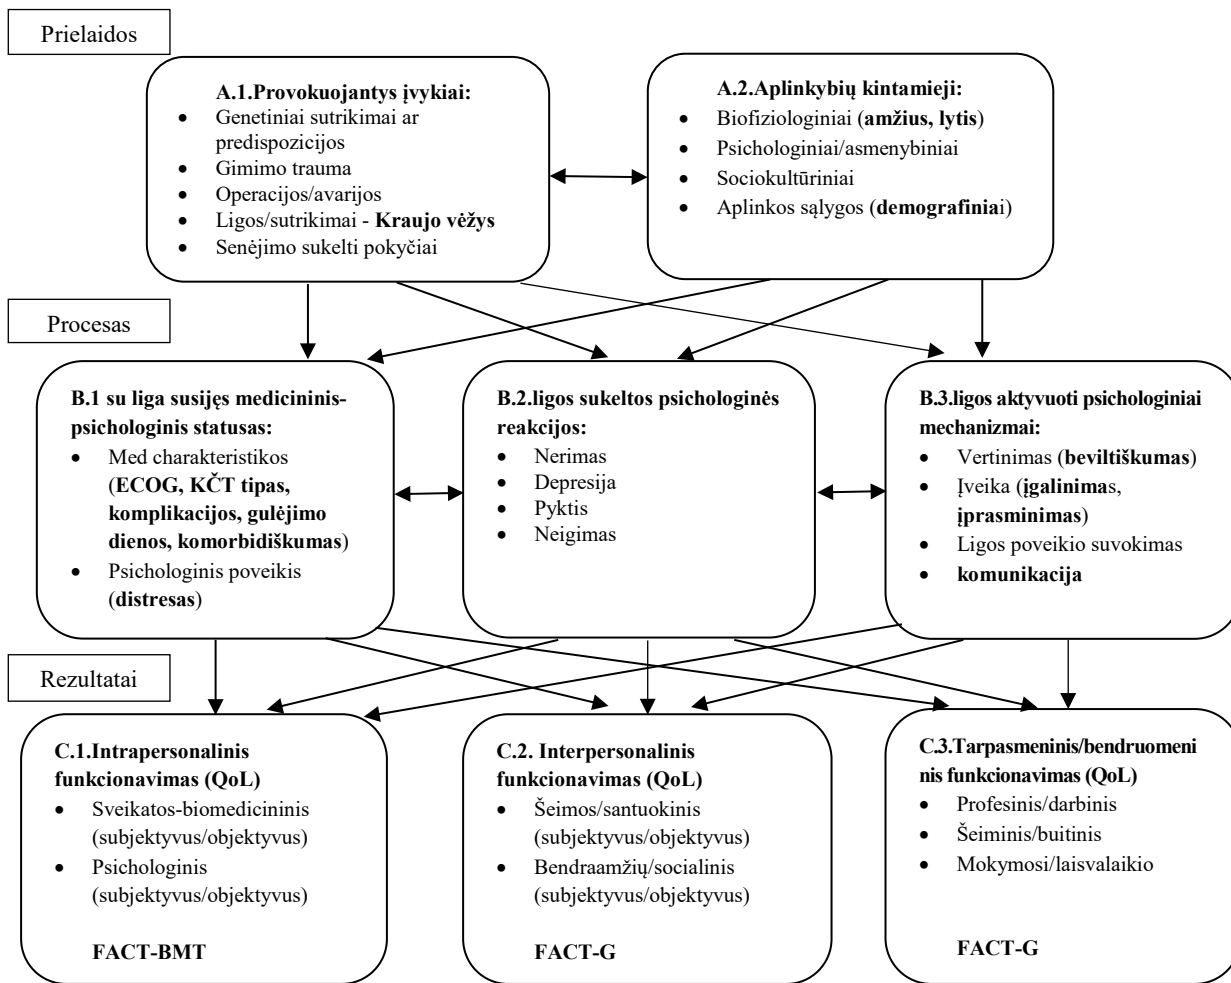 Prielaidos
A.1.Provokuojantys įvykiai:
• Genetiniai sutrikimai ar
predispozicijos
• Gimimo trauma
• Operacijos/avarijos
• Ligos/sutrikimai - Kraujo vėžys
• Senėjimo sukelti pokyčiai
A.2.Aplinkybių kintamieji:
• Biofiziologiniai (amžius, lytis)
• Psichologiniai/asmenybiniai
• Sociokultūriniai
• Aplinkos sąlygos (demografiniai)
Procesas
B.1 su liga susijęs medicininis-
psichologinis statusas:
• Med charakteristikos
(ECOG, KČT tipas,
komplikacijos, gulėjimo
dienos, komorbidiškumas)
• Psichologinis poveikis
(distresas)
B.2.ligos sukeltos psichologinės
reakcijos:
• Nerimas
• Depresija
• Pyktis
• Neigimas
B.3.ligos aktyvuoti psichologiniai
mechanizmai:
• Vertinimas (beviltiškumas)
• Įveika (įgalinimas,
įprasminimas)
• Ligos poveikio suvokimas
• komunikacija
Rezultatai
C.1.Intrapersonalinis
funkcionavimas (QoL)
• Sveikatos-biomedicininis
(subjektyvus/objektyvus)
• Psichologinis
(subjektyvus/objektyvus)
FACT-BMT
C.2. Interpersonalinis
funkcionavimas (QoL)
• Šeimos/santuokinis
(subjektyvus/objektyvus)
• Bendraamžių/socialinis
(subjektyvus/objektyvus)
FACT-G
C.3.Tarpasmeninis/bendruomeni
nis funkcionavimas (QoL)
• Profesinis/darbinis
• Šeiminis/buitinis
• Mokymosi/laisvalaikio
FACT-G